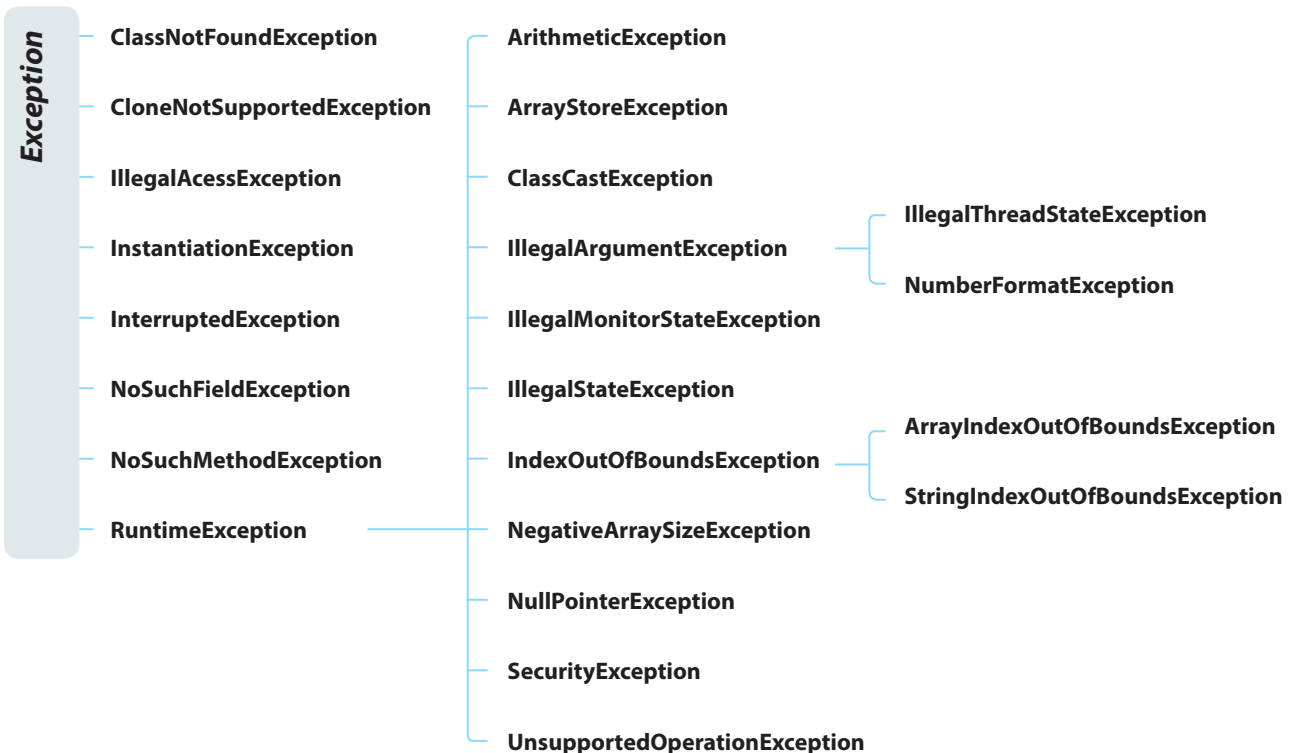 Exception
ClassNotFoundException
CloneNotSupportedException
IllegalAcessException
InstantiationException
InterruptedException
NoSuchFieldException
NoSuchMethodException
RuntimeException
ArithmeticException
ArrayStoreException
ClassCastException
IllegalArgumentException
IllegalMonitorStateException
IllegalStateException
IndexOutOfBoundsException
NegativeArraySizeException
NullPointerException
SecurityException
UnsupportedOperationException
IllegalThreadStateException
NumberFormatException
ArrayIndexOutOfBoundsException
StringIndexOutOfBoundsException